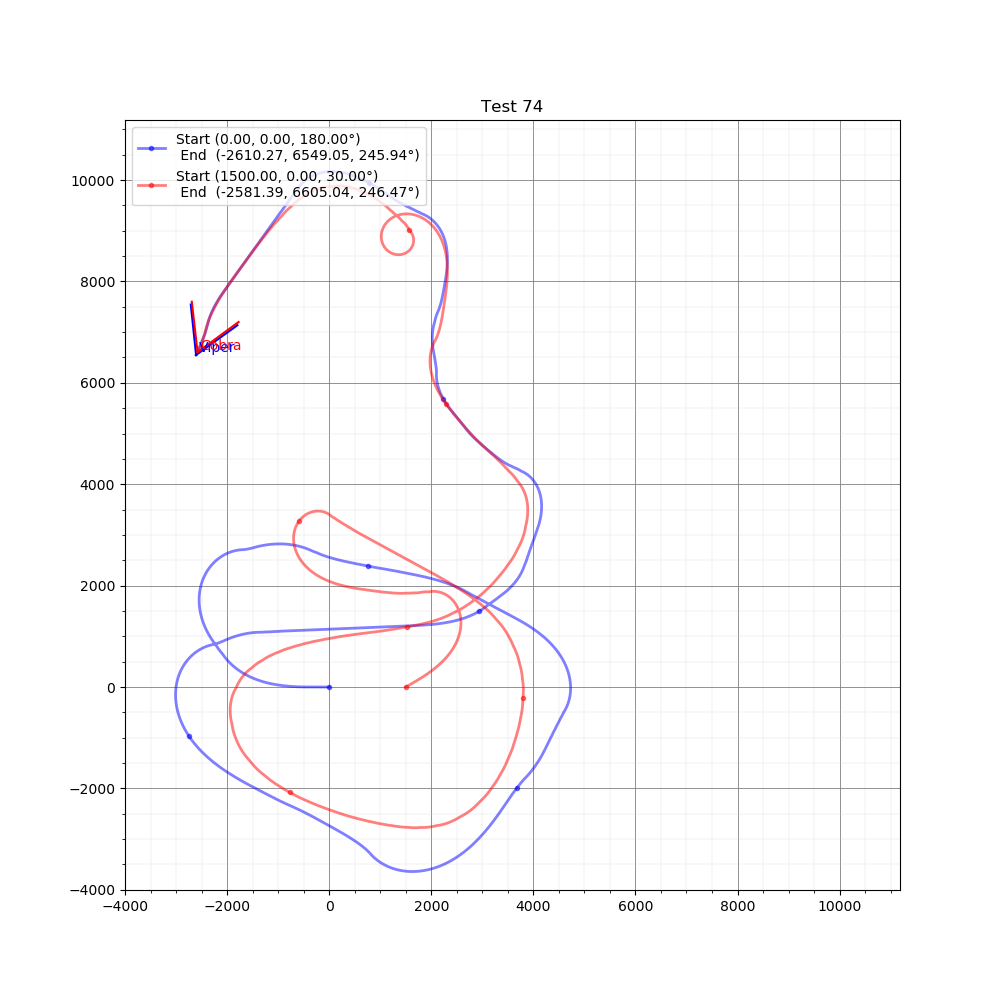 Test 74
Start (0.00, 0.00, 180.00°)
End (-2610.27, 6549.05, 245.94°)
Start (1500.00, 0.00, 30.00°)
End (-2581.39, 6605.04, 246.47°)
10000
8000
6000
4000
2000
0
−2000
−4000
Cobra
Viper
−4000 −2000 0 2000 4000 6000 8000 10000